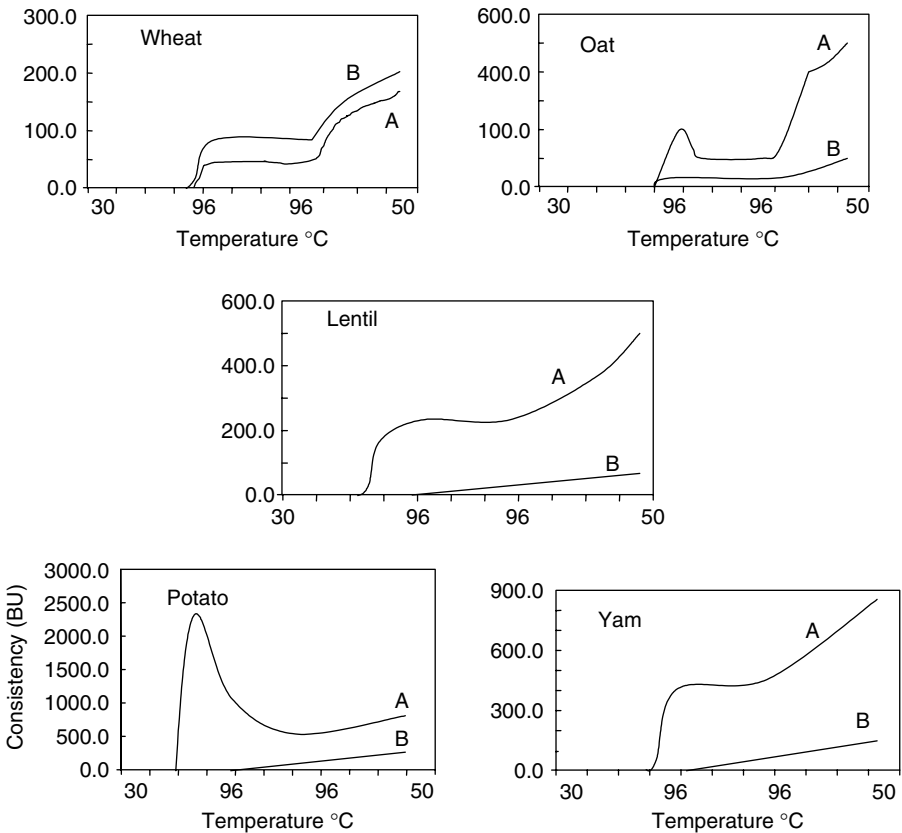 300.0
Wheat
200.0
B
A
100.0
0.0
30 96 96 50
Temperature °C
600.0
Oat
A
400.0
100.0
B
0.0
30 96 96 50
Temperature °C
600.0
Lentil
400.0
A
200.0
B
0.0
30 96 96 50
Consistency (BU)
3000.0
Potato
2500.0
2000.0
1500.0
1000.0
A
500.0
B
0.0
30 96 96 50
Temperature °C
900.0
Yam
A
600.0
300.0
B
0.0
30 96 96 50
Temperature °C